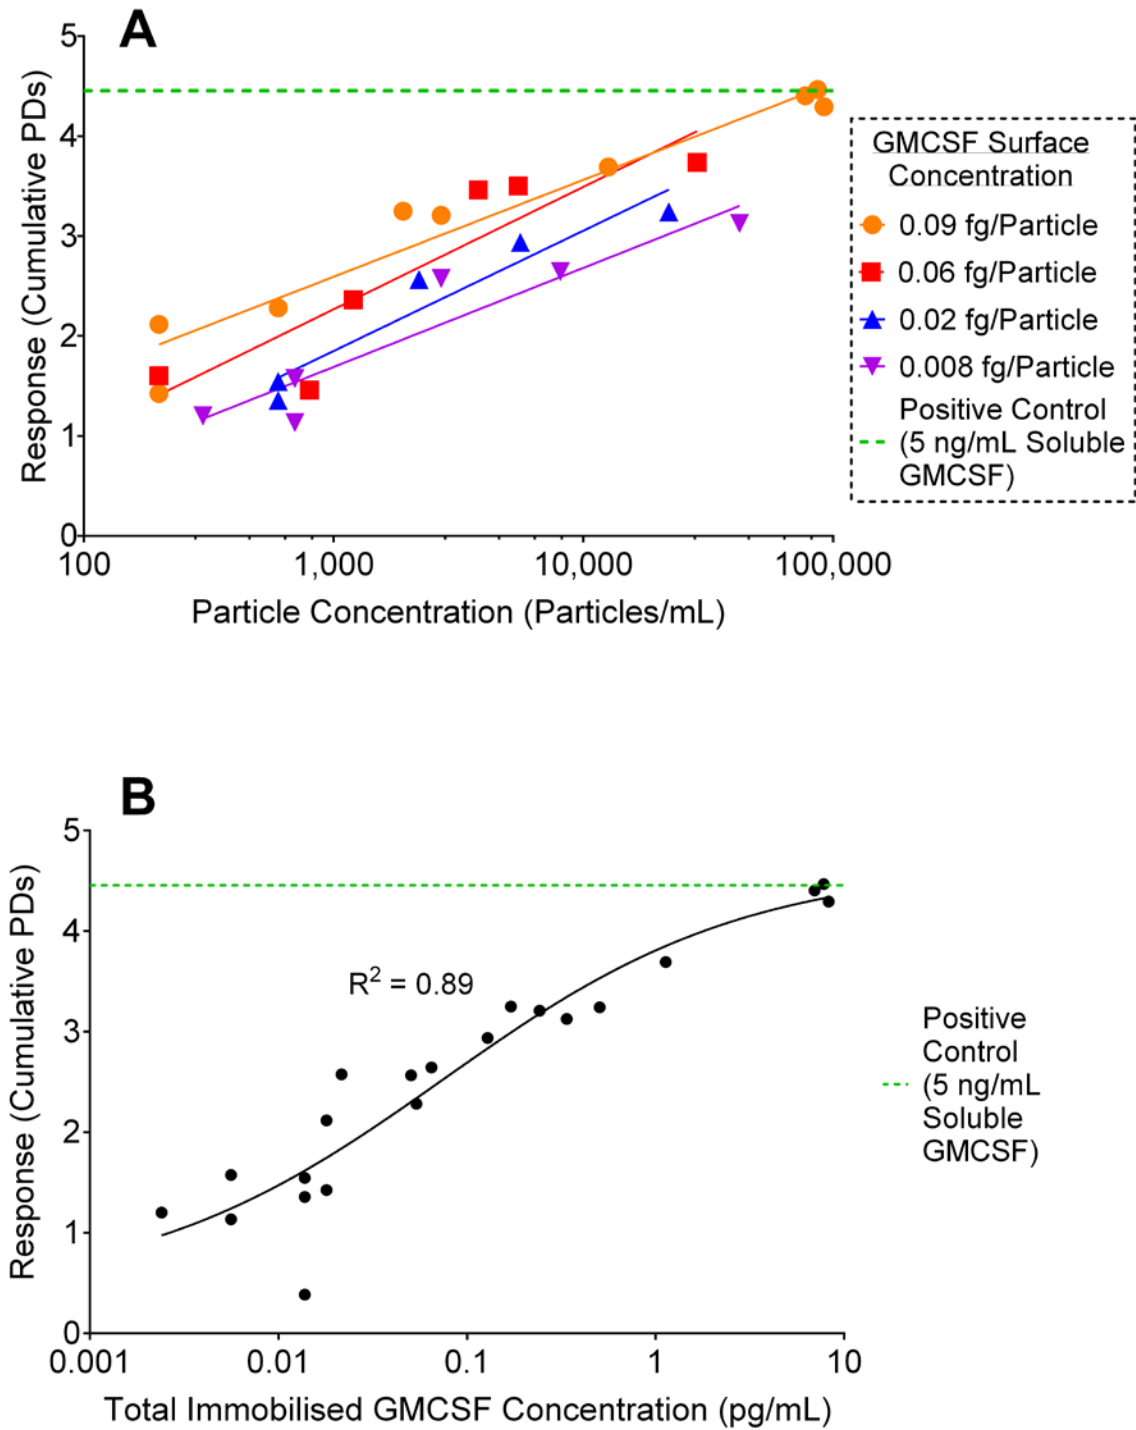 A
5
4
3
2
1
0
Response (Cumulative PDs)
100
1,000
10,000
100,000
Particle Concentration (Particles/mL)
GMCSF Surface
Concentration
0.09 fg/Particle
0.06 fg/Particle
0.02 fg/Particle
0.008 fg/Particle
Positive Control
(5 ng/mL Soluble
GMCSF)
B
5
4
3
2
1
0
Response (Cumulative PDs)
R² = 0.89
0.001
0.01
0.1
1
10
Total Immobilised GMCSF Concentration (pg/mL)
Positive
Control
(5 ng/mL
Soluble
GMCSF)